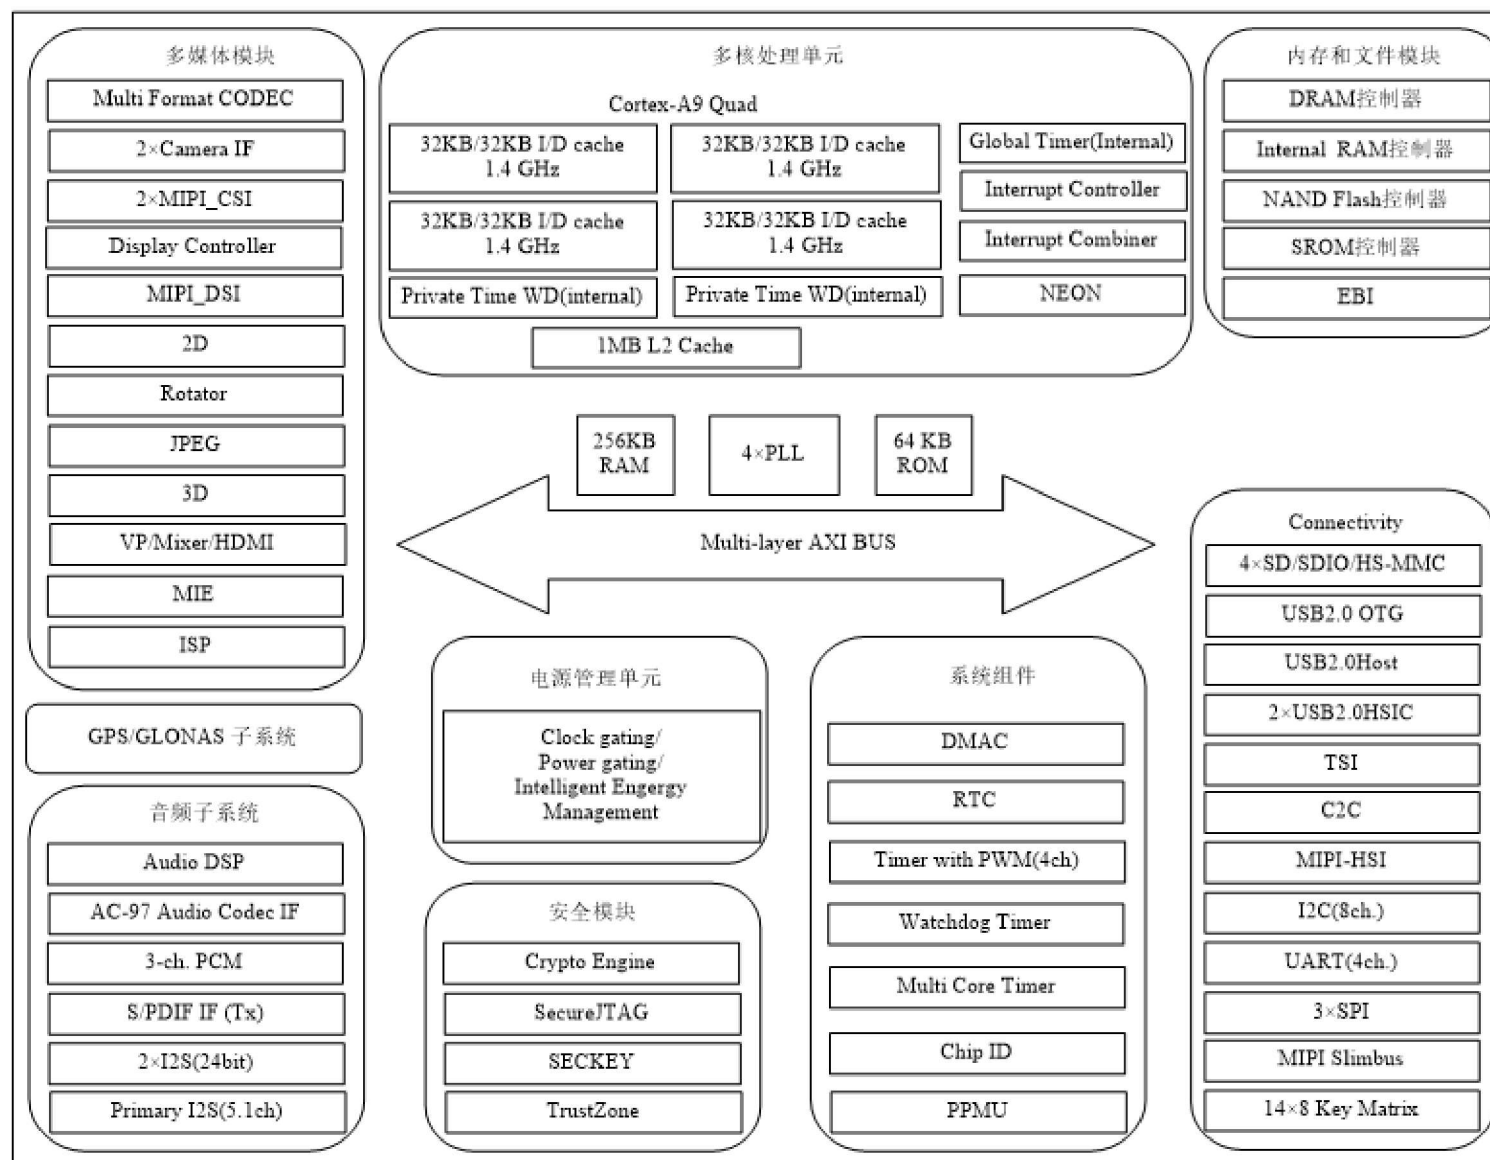 多媒体模块
Multi Format CODEC
2×Camera IF
2×MIPI_CSI
Display Controller
MIPI_DSI
2D
Rotator
JPEG
3D
VP/Mixer/HDMI
MIE
ISP
GPS/GLONAS 子系统
音频子系统
Audio DSP
AC-97 Audio Codec IF
3-ch. PCM
S/PDIF IF (Tx)
2×I2S(24bit)
Primary I2S(5.1ch)
多核处理单元
Cortex-A9 Quad
32KB/32KB I/D cache
1.4 GHz
32KB/32KB I/D cache
1.4 GHz
32KB/32KB I/D cache
1.4 GHz
32KB/32KB I/D cache
1.4 GHz
Private Time WD(internal)
Private Time WD(internal)
1MB L2 Cache
Global Timer(Internal)
Interrupt Controller
Interrupt Combiner
NEON
内存和文件模块
DRAM控制器
Internal RAM控制器
NAND Flash控制器
SROM控制器
EBI
256KB
RAM
4×PLL
64 KB
ROM
Multi-layer AXI BUS
电源管理单元
Clock gating/
Power gating/
Intelligent Engergy
Management
安全模块
Crypto Engine
SecureJTAG
SECKEY
TrustZone
系统组件
DMAC
RTC
Timer with PWM(4ch)
Watchdog Timer
Multi Core Timer
Chip ID
PPMU
Connectivity
4×SD/SDIO/HS-MMC
USB2.0 OTG
USB2.0Host
2×USB2.0HSIC
TSI
C2C
MIPI-HSI
I2C(8ch.)
UART(4ch.)
3×SPI
MIPI Slimbus
14×8 Key Matrix